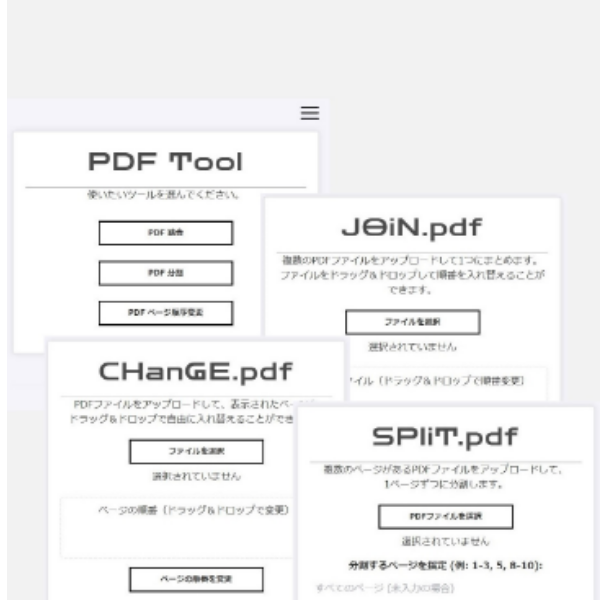 PDF Tool
使いたいツールを選んでください。
PDF 結合
PDF 分割
PDF ページ順序変更
JOiN.pdf
複数のPDFファイルをアップロードして1つにまとめます。
ファイルをドラッグ&ドロップして順番を入れ替えることが
できます。
ファイルを選択
選択されていません
イル（ドラッグ&ドロップで順番変更）
CHanGE.pdf
PDFファイルをアップロードして、表示されたペー
ドラッグ&ドロップで自由に入れ替えることができ
ファイルを選択
選択されていません
ページの順番（ドラッグ&ドロップで変更）
ページの順番を変更
SPliT.pdf
複数のページがあるPDFファイルをアップロードして、
1ページずつに分割します。
PDFファイルを選択
選択されていません
分割するページを指定 (例: 1-3, 5, 8-10):
すべてのページ (未入力の場合)